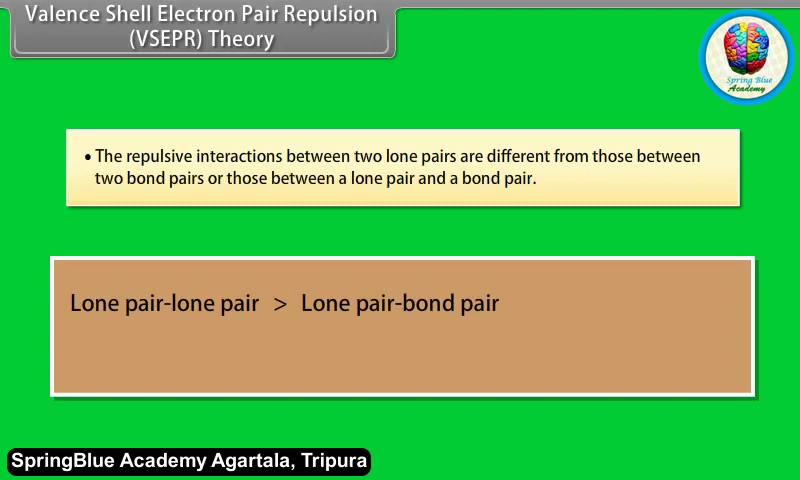 Valence Shell Electron Pair Repulsion
(VSEPR) Theory
Spring Blue
Academy
• The repulsive interactions between two lone pairs are different from those between
two bond pairs or those between a lone pair and a bond pair.
Lone pair-lone pair > Lone pair-bond pair
SpringBlue Academy Agartala, Tripura